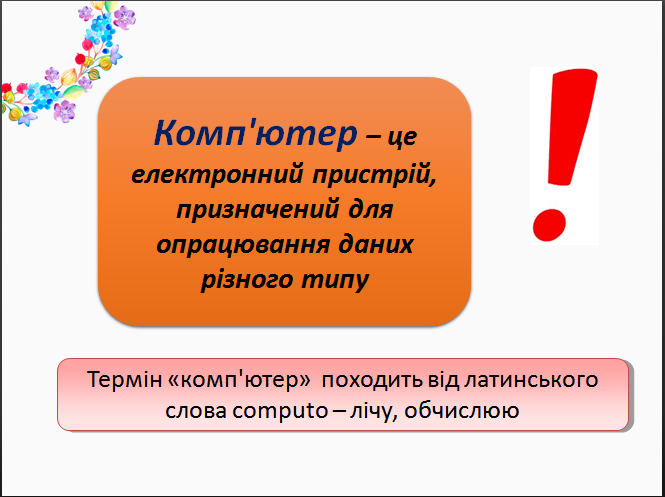 Комп'ютер – це
електронний пристрій,
призначений для
опрацювання даних
різного типу
!
Термін «комп'ютер» походить від латинського
слова computo – лічу, обчислюю